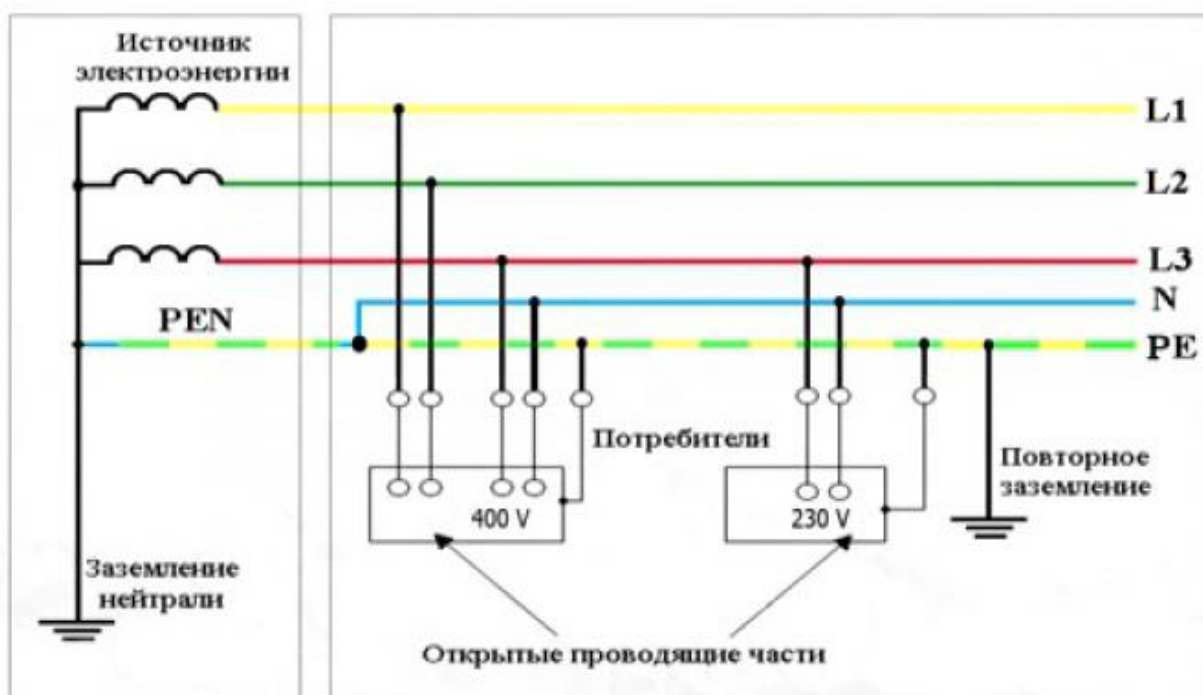 Источник
электроэнергии
L1
L2
L3
N
PEN
PE
Потребители
400 V
230 V
Повторное
заземление
Заземление
нейтрали
Открытые проводящие части